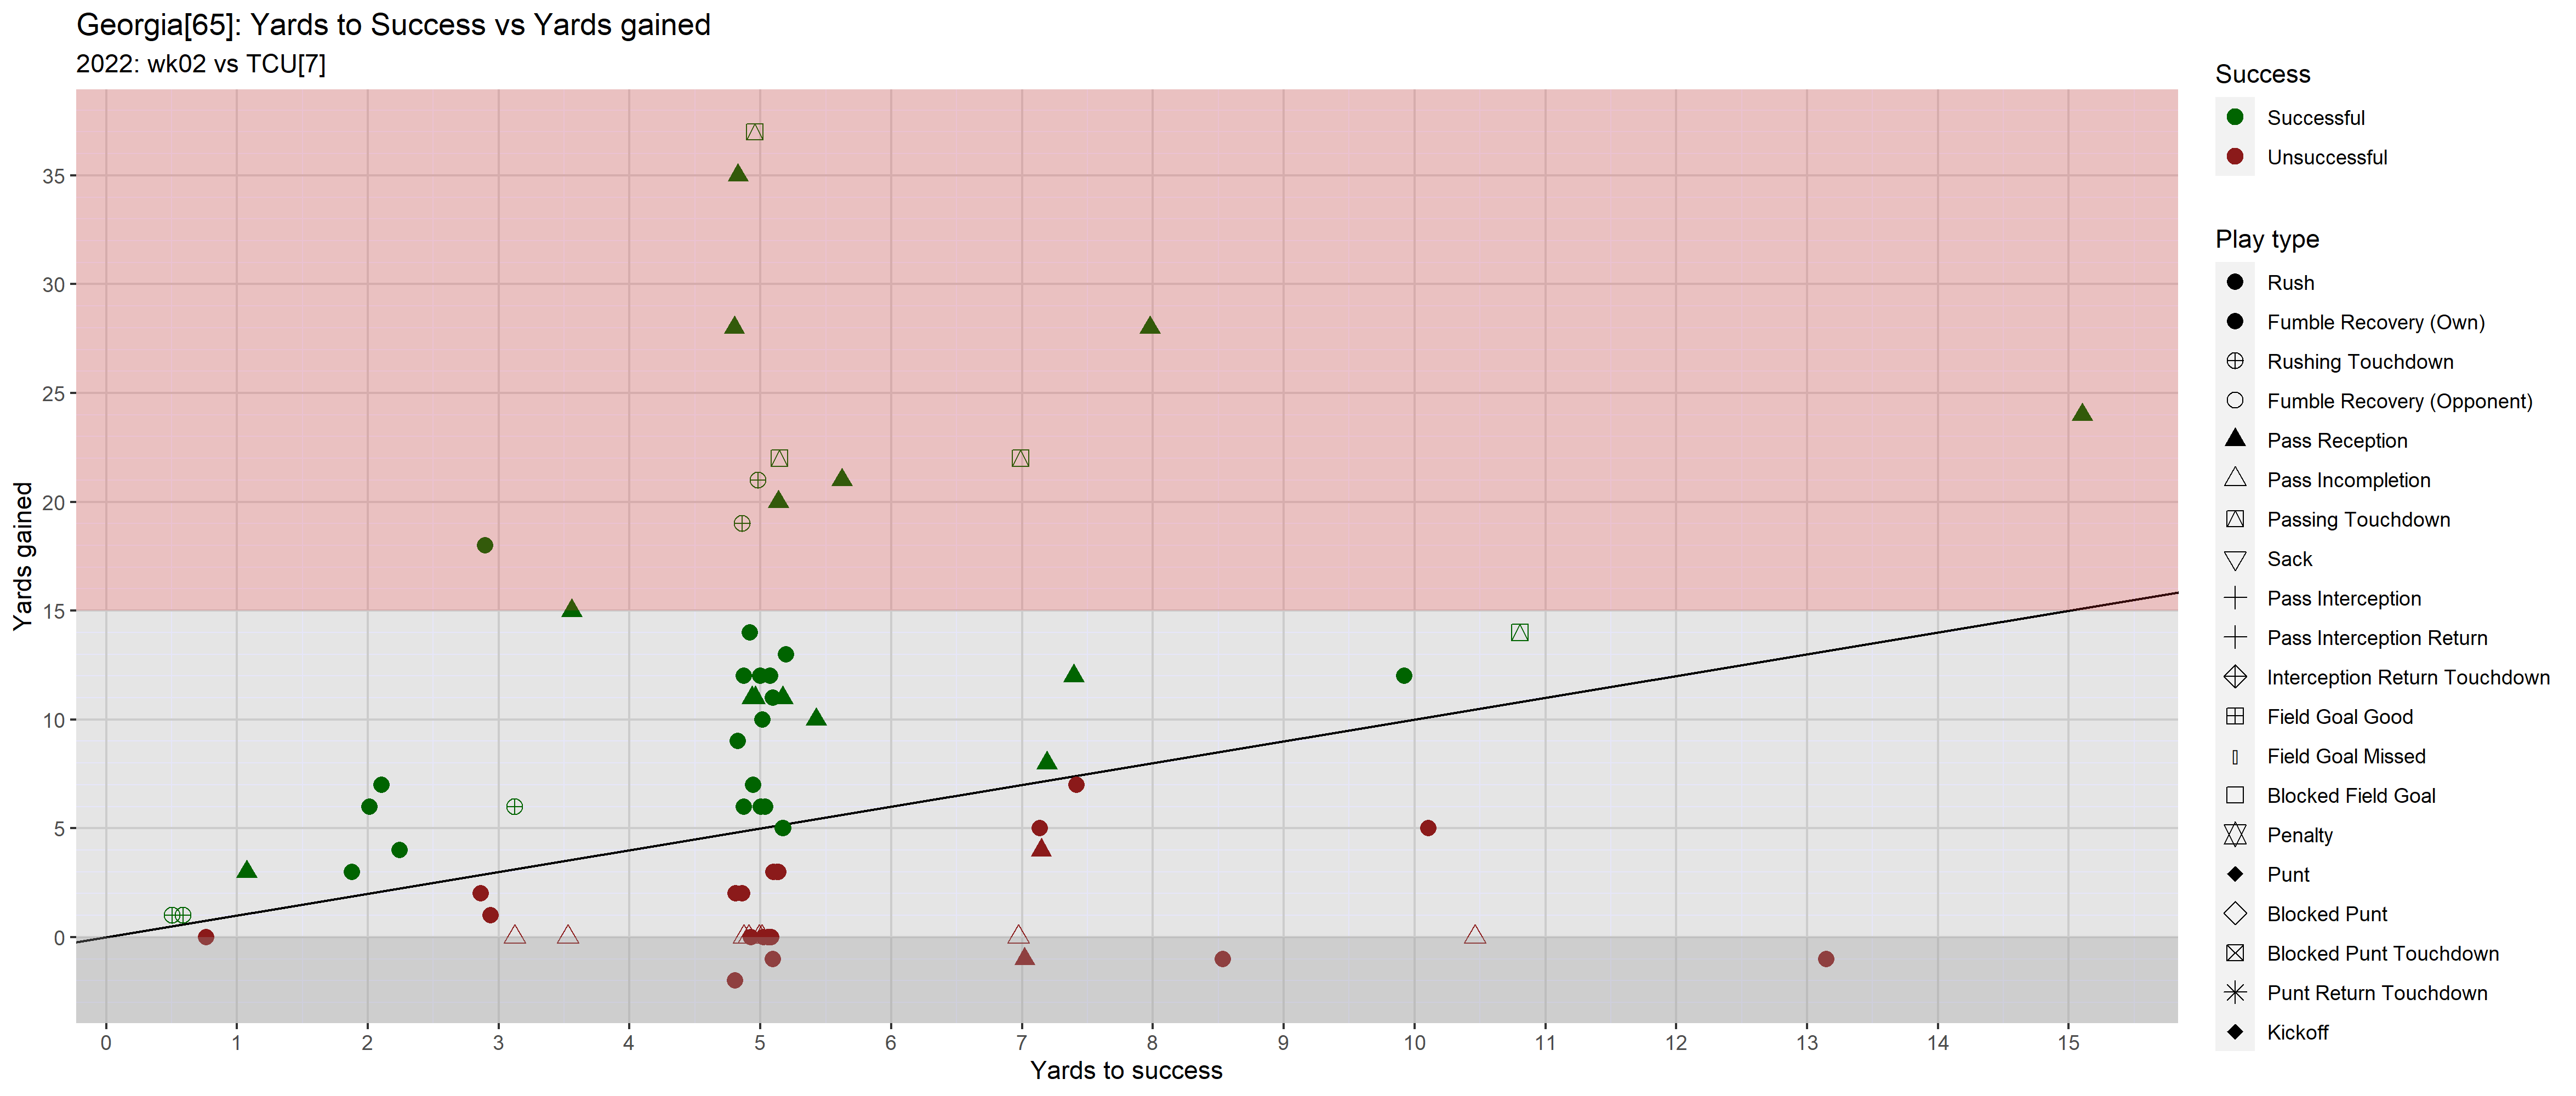 Georgia[65]: Yards to Success vs Yards gained
2022: wk02 vs TCU[7]
Yards gained
35
30
25
20
15
10
5
0
0 1 2 3 4 5 6 7 8 9 10 11 12 13 14 15
Yards to success
Success
Successful
Unsuccessful
Play type
Rush
Fumble Recovery (Own)
Rushing Touchdown
Fumble Recovery (Opponent)
Pass Reception
Pass Incompletion
Passing Touchdown
Sack
Pass Interception
Pass Interception Return
Interception Return Touchdown
Field Goal Good
Field Goal Missed
Blocked Field Goal
Penalty
Punt
Blocked Punt
Blocked Punt Touchdown
Punt Return Touchdown
Kickoff